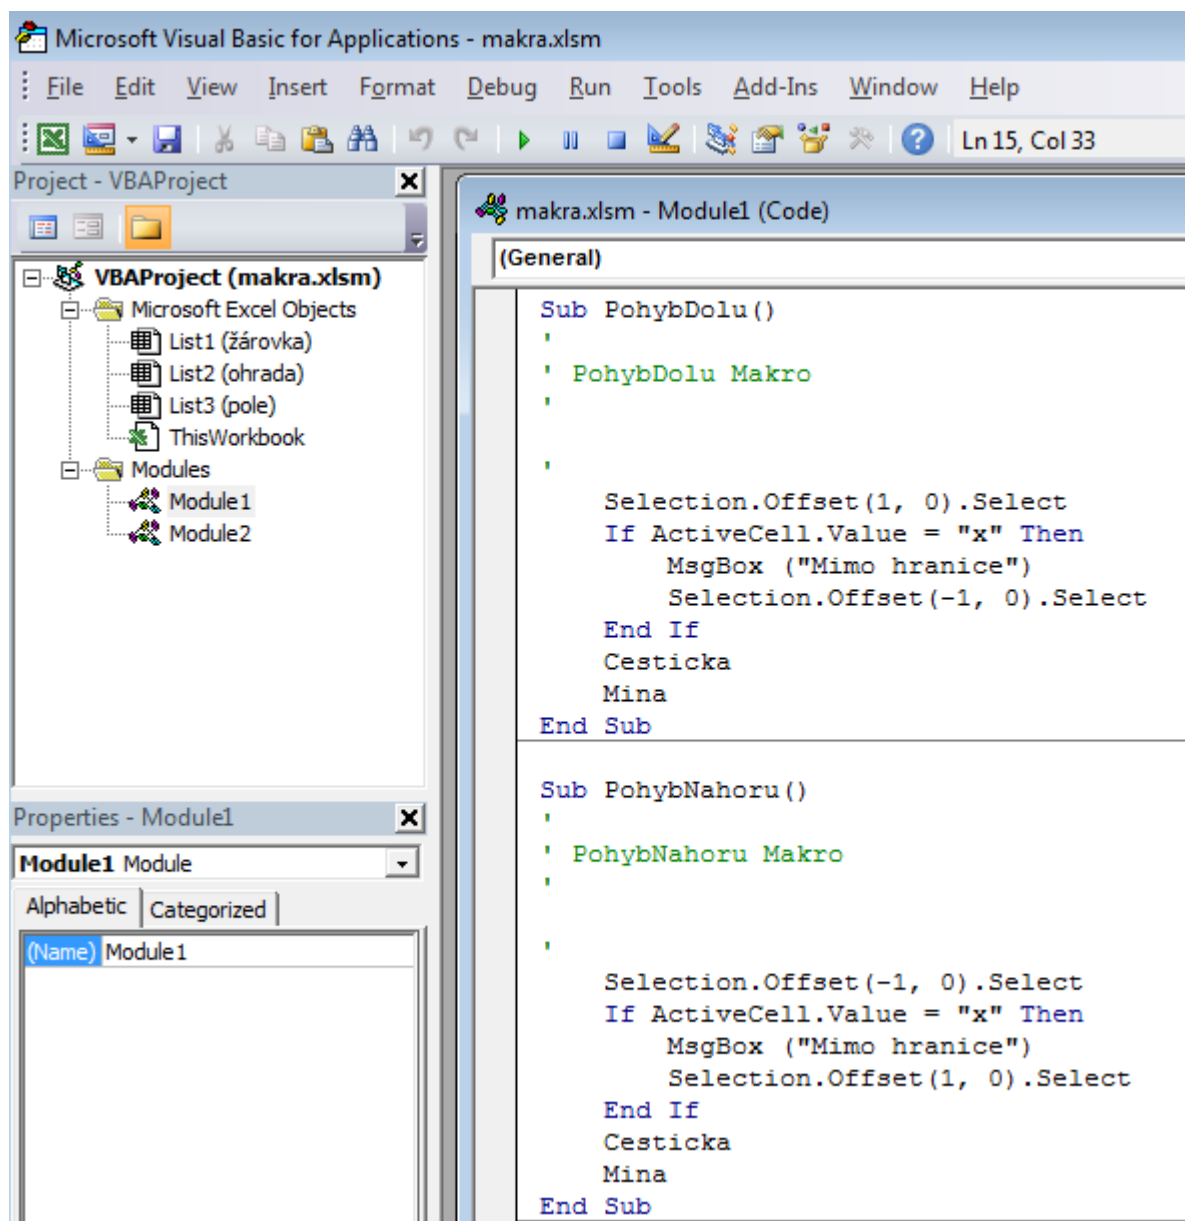 Microsoft Visual Basic for Applications - makra.xlsm
File Edit View Insert Format Debug Run Tools Add-Ins Window Help
Ln 15, Col 33
Project - VBAProject
VBAProject (makra.xlsm)
Microsoft Excel Objects
List1 (žárovka)
List2 (ohrada)
List3 (pole)
ThisWorkbook
Modules
Module1
Module2
Properties - Module1
Module1 Module
Alphabetic Categorized
(Name) Module1
makra.xlsm - Module1 (Code)
(General)
Sub PohybDolu()
'
' PohybDolu Makro
'
'
Selection.Offset(1, 0).Select
If ActiveCell.Value = "x" Then
MsgBox ("Mimo hranice")
Selection.Offset(-1, 0).Select
End If
Cesticka
Mina
End Sub
Sub PohybNahoru()
'
' PohybNahoru Makro
'
'
Selection.Offset(-1, 0).Select
If ActiveCell.Value = "x" Then
MsgBox ("Mimo hranice")
Selection.Offset(1, 0).Select
End If
Cesticka
Mina
End Sub